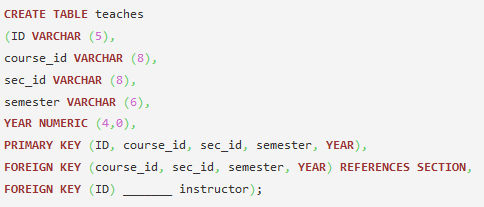 CREATE TABLE teaches
(ID VARCHAR (5),
course_id VARCHAR (8),
sec_id VARCHAR (8),
semester VARCHAR (6),
YEAR NUMERIC (4,0),
PRIMARY KEY (ID, course_id, sec_id, semester, YEAR),
FOREIGN KEY (course_id, sec_id, semester, YEAR) REFERENCES SECTION,
FOREIGN KEY (ID) _______ instructor);